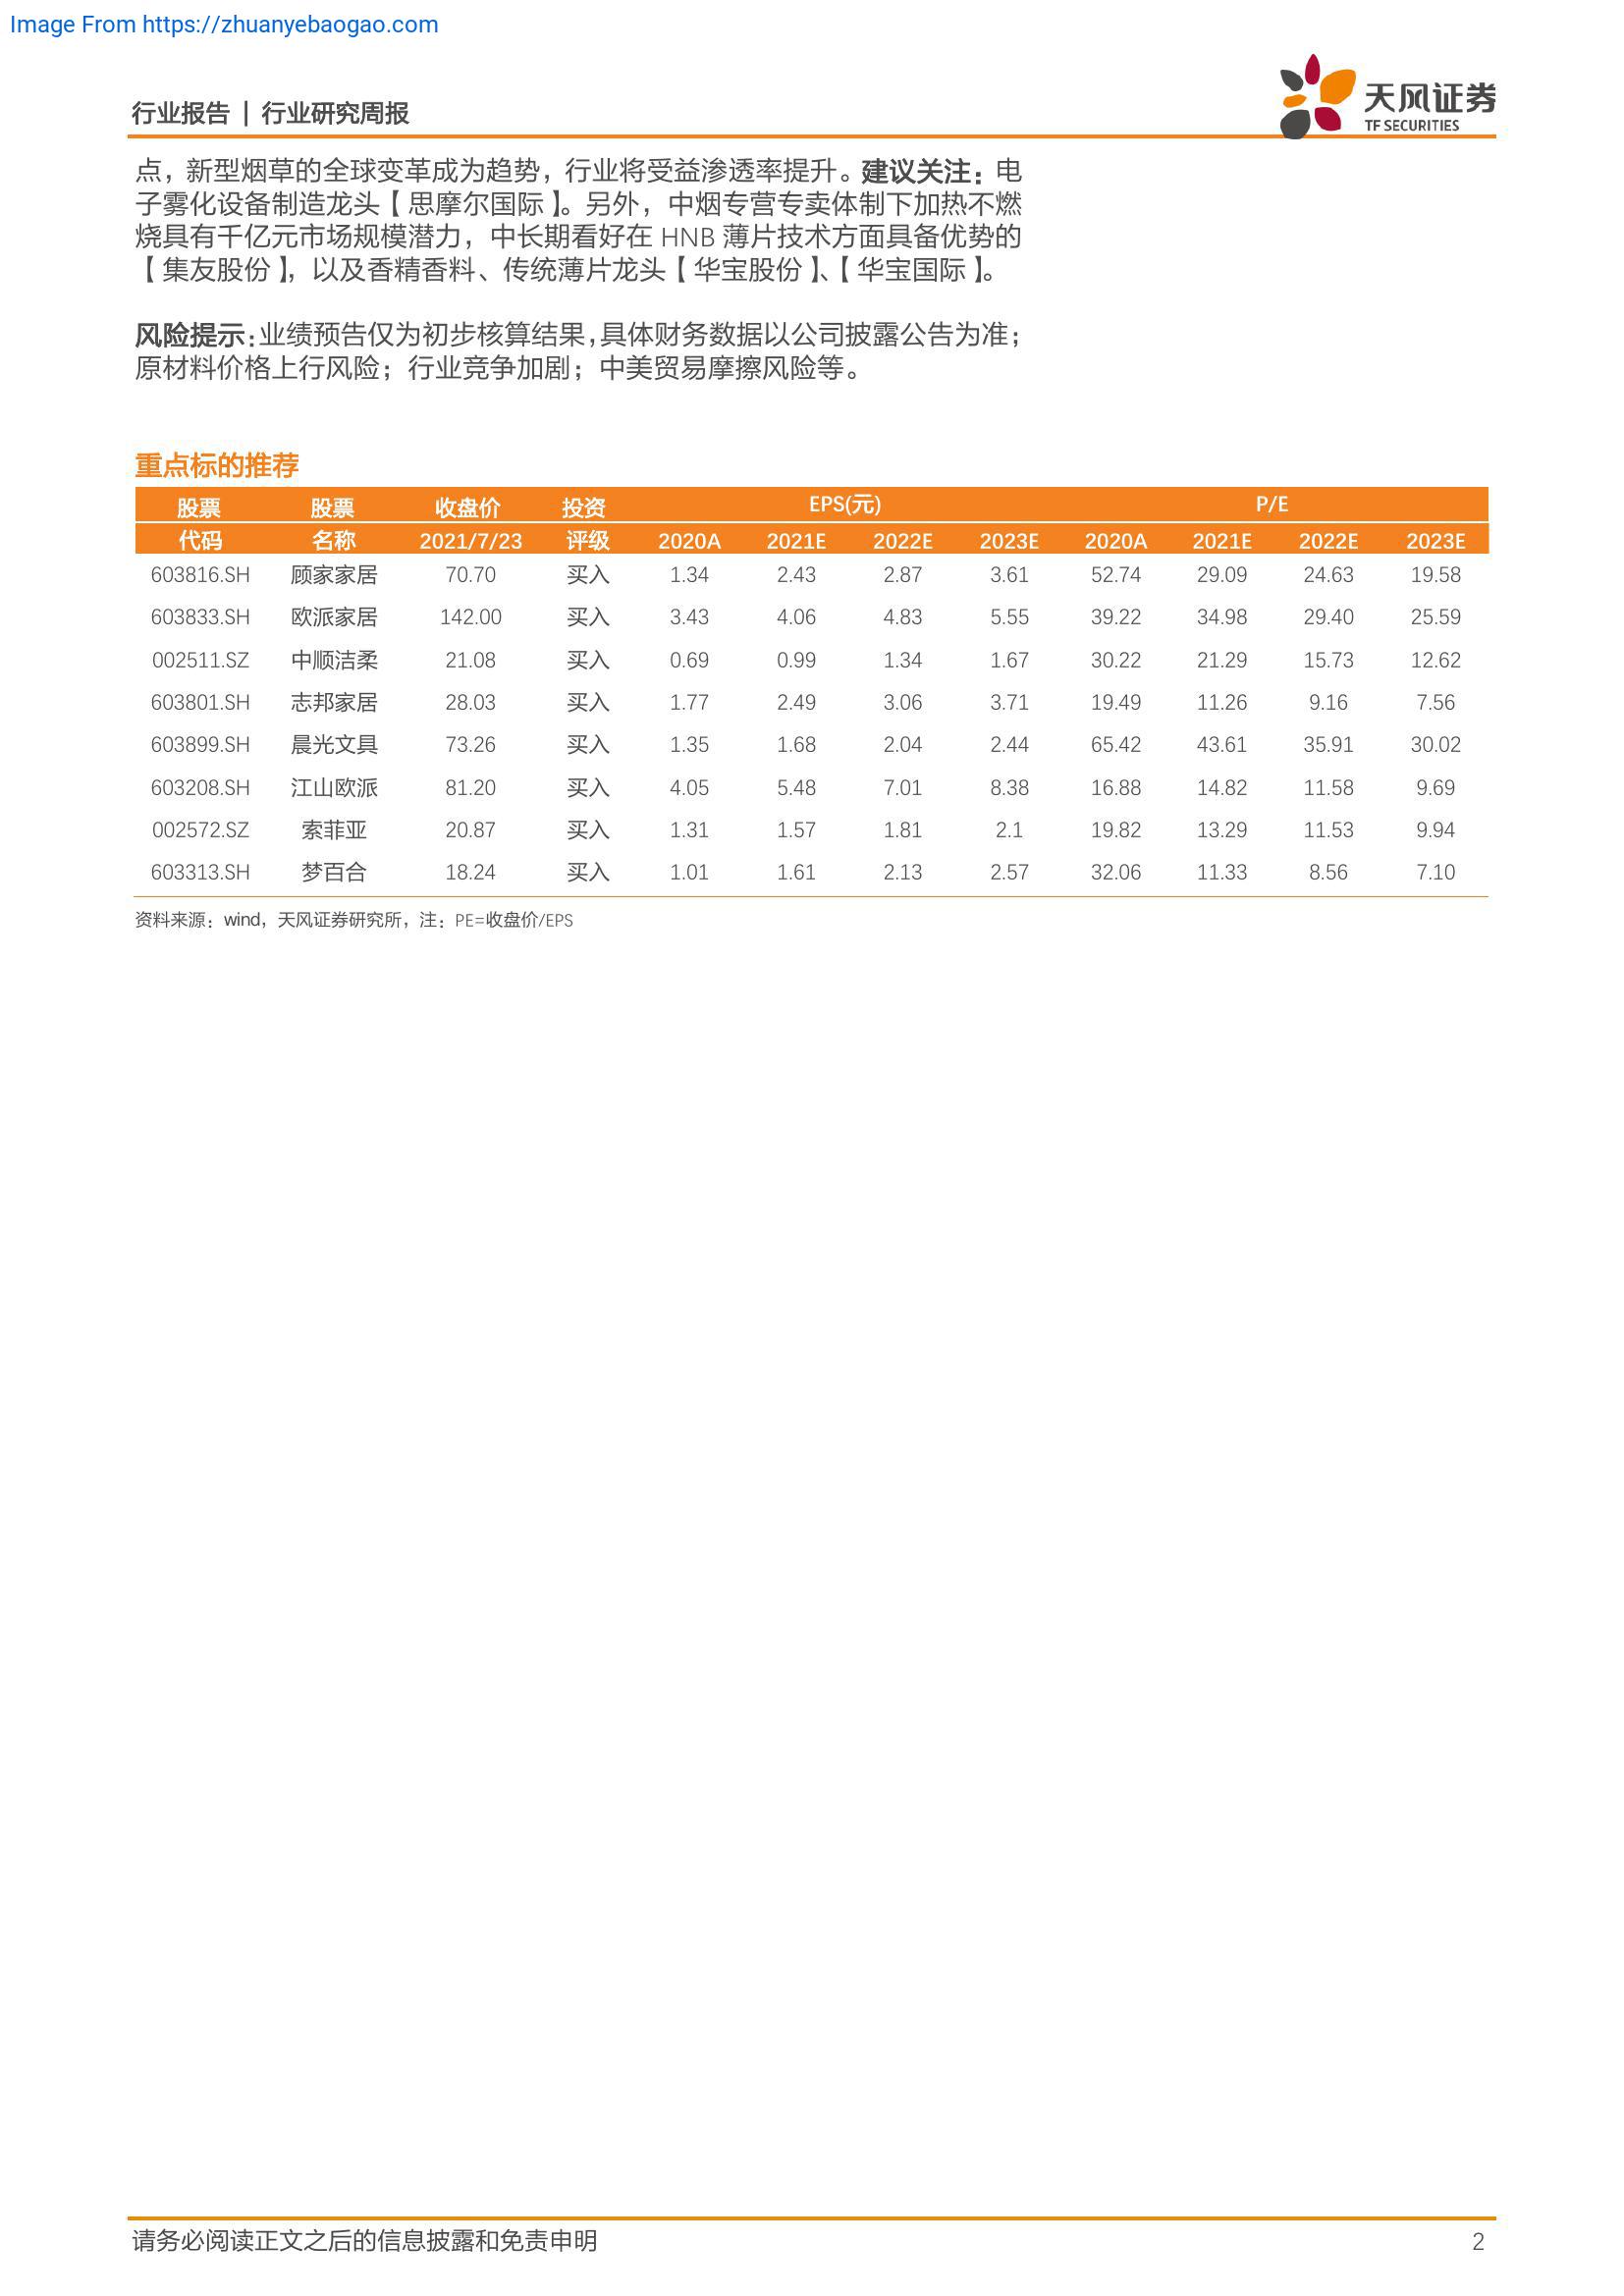 Image From https://zhuanyebaogao.com
行业报告 | 行业研究周报
天风证券
TF SECURITIES
点，新型烟草的全球变革成为趋势，行业将受益渗透率提升。建议关注：电
子雾化设备制造龙头【思摩尔国际】。另外，中烟专营专卖体制下加热不燃
烧具有千亿元市场规模潜力，中长期看好在 HNB 薄片技术方面具备优势的
【集友股份】，以及香精香料、传统薄片龙头【华宝股份】、【华宝国际】。
风险提示：业绩预告仅为初步核算结果，具体财务数据以公司披露公告为准；
原材料价格上行风险；行业竞争加剧；中美贸易摩擦风险等。
重点标的推荐
股票 股票 收盘价 投资 EPS(元) P/E
代码 名称 2021/7/23 评级 2020A 2021E 2022E 2023E 2020A 2021E 2022E 2023E
603816.SH 顾家家居 70.70 买入 1.34 2.43 2.87 3.61 52.74 29.09 24.63 19.58
603833.SH 欧派家居 142.00 买入 3.43 4.06 4.83 5.55 39.22 34.98 29.40 25.59
002511.SZ 中顺洁柔 21.08 买入 0.69 0.99 1.34 1.67 30.22 21.29 15.73 12.62
603801.SH 志邦家居 28.03 买入 1.77 2.49 3.06 3.71 19.49 11.26 9.16 7.56
603899.SH 晨光文具 73.26 买入 1.35 1.68 2.04 2.44 65.42 43.61 35.91 30.02
603208.SH 江山欧派 81.20 买入 4.05 5.48 7.01 8.38 16.88 14.82 11.58 9.69
002572.SZ 索菲亚 20.87 买入 1.31 1.57 1.81 2.1 19.82 13.29 11.53 9.94
603313.SH 梦百合 18.24 买入 1.01 1.61 2.13 2.57 32.06 11.33 8.56 7.10
资料来源：wind，天风证券研究所，注：PE=收盘价/EPS
请务必阅读正文之后的信息披露和免责申明 2